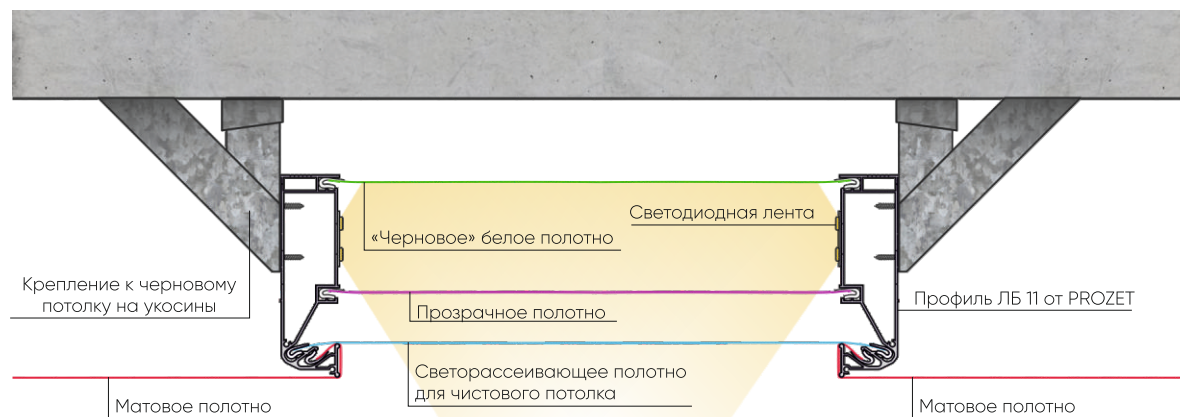 Светодиодная лента
«Черновое» белое полотно
Крепление к черновому
потолку на укосины
Профиль ЛБ 11 от PROZET
Прозрачное полотно
Светорассеивающее полотно
для чистового потолка
Матовое полотно
Матовое полотно